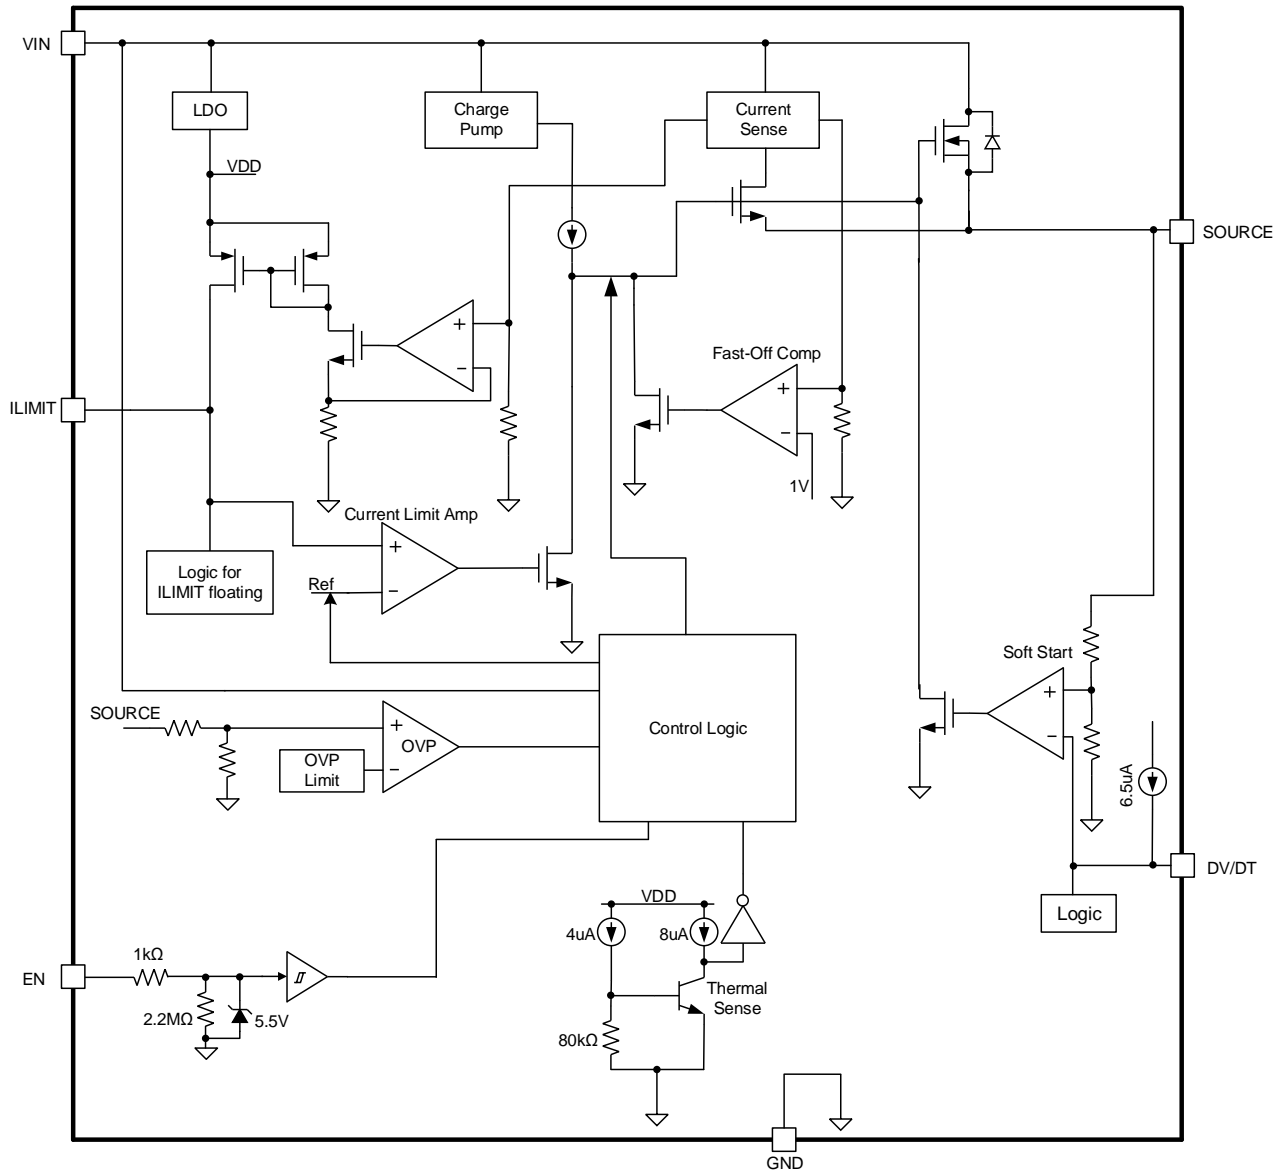 VIN
LDO
Charge
Pump
Current
Sense
VDD
SOURCE
+
−
Fast-Off Comp
+
−
1V
ILIMIT
Current Limit Amp
+
−
Ref
Logic for
ILIMIT floating
Soft Start
+
−
Control Logic
SOURCE
+
−
OVP
OVP
Limit
6.5uA
DV/DT
Logic
VDD
4uA
8uA
Thermal
Sense
80kΩ
EN
1kΩ
2.2MΩ
5.5V
GND